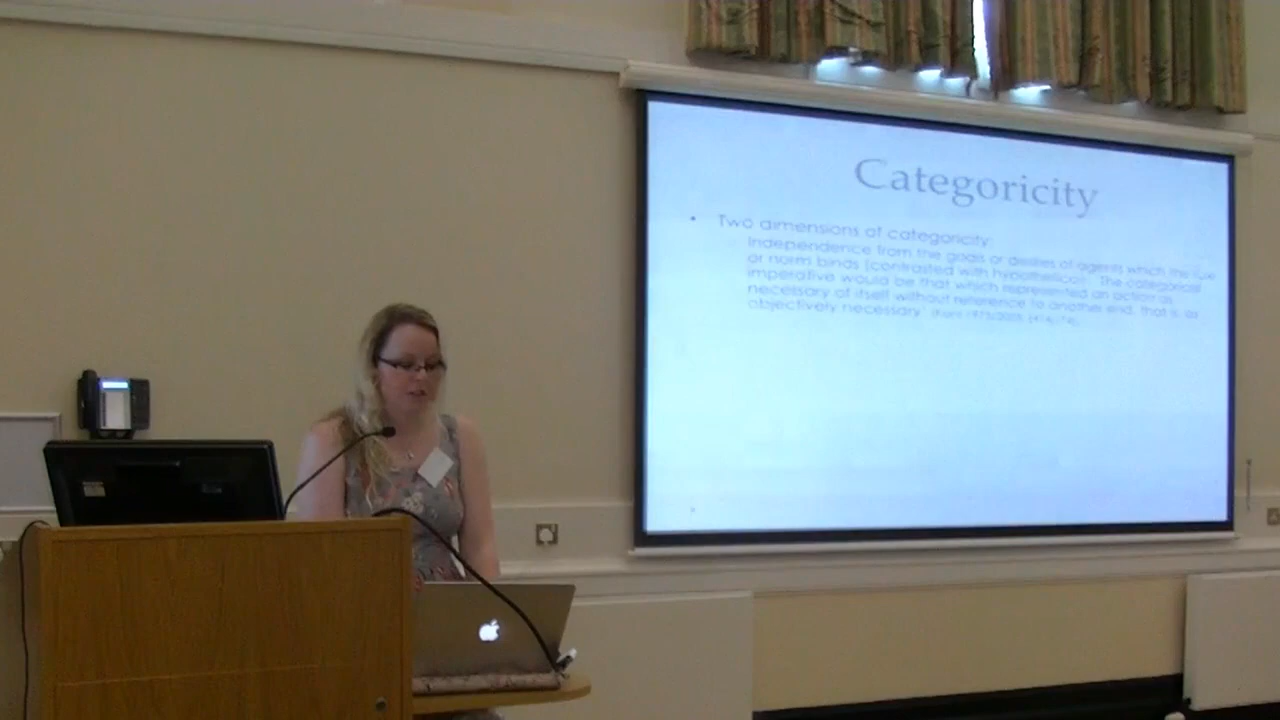 Categoricity
• Two dimensions of categoricity:
Independence from the goals or desires of agents which the rule
or norm binds (contrasted with hypothetical). 'The categorical
imperative would be that which represented an action as
necessary of itself without reference to another end, that is, as
objectively necessary'